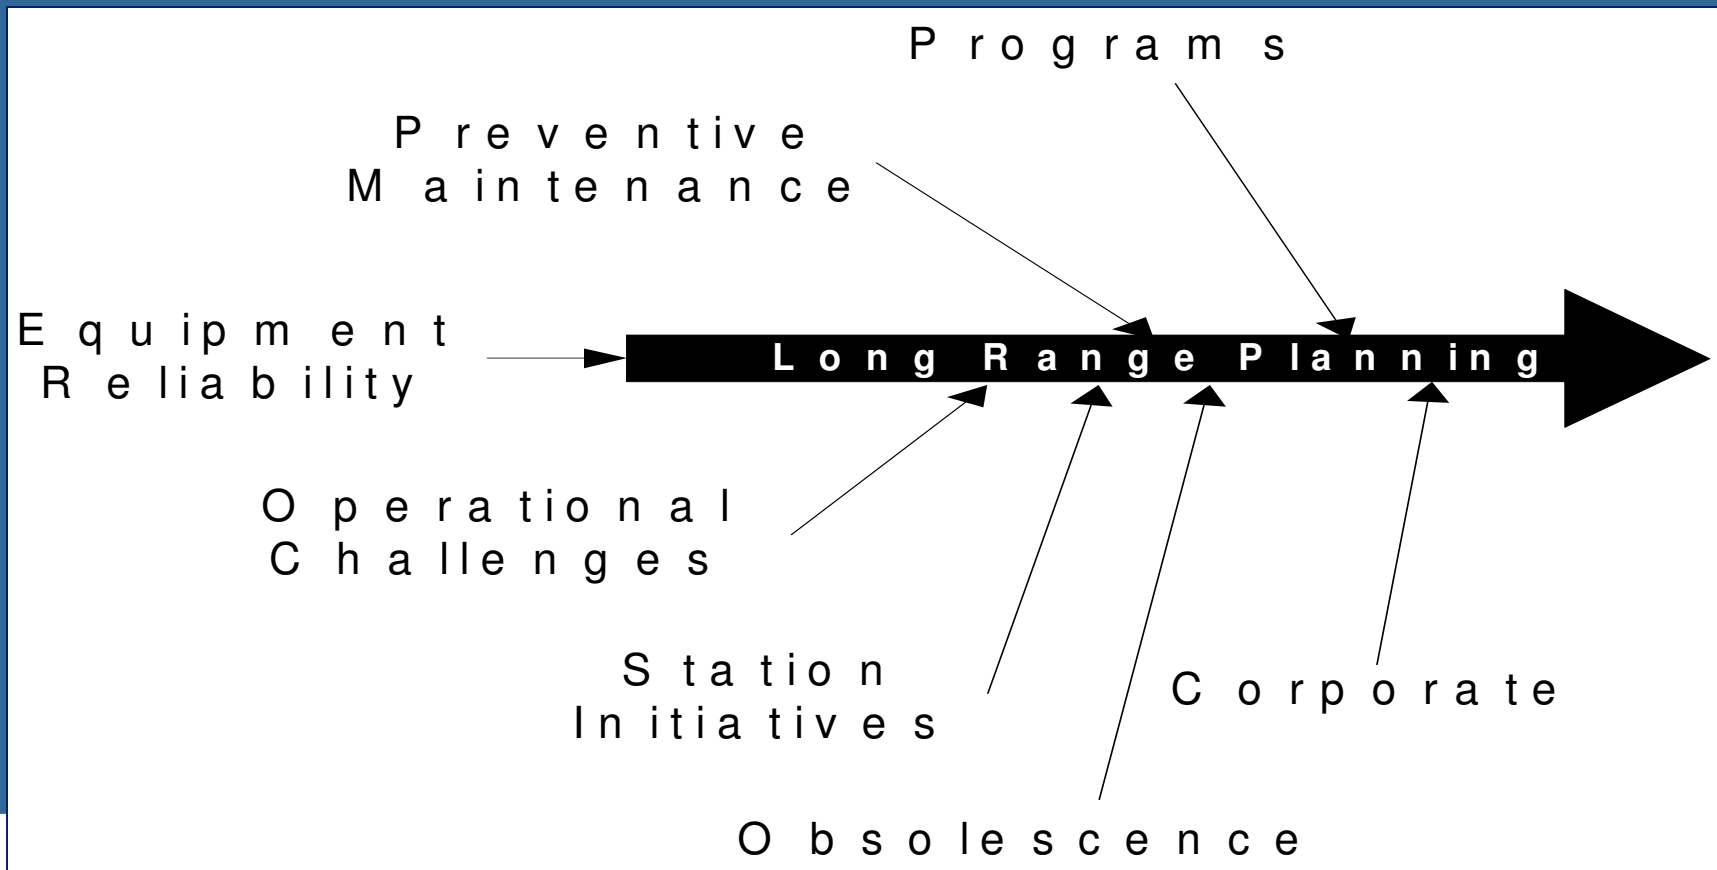 Programs
Preventive
Maintenance
Equipment
Reliability
Long Range Planning
Operational
Challenges
Station
Initiatives
Corporate
Obsolescence